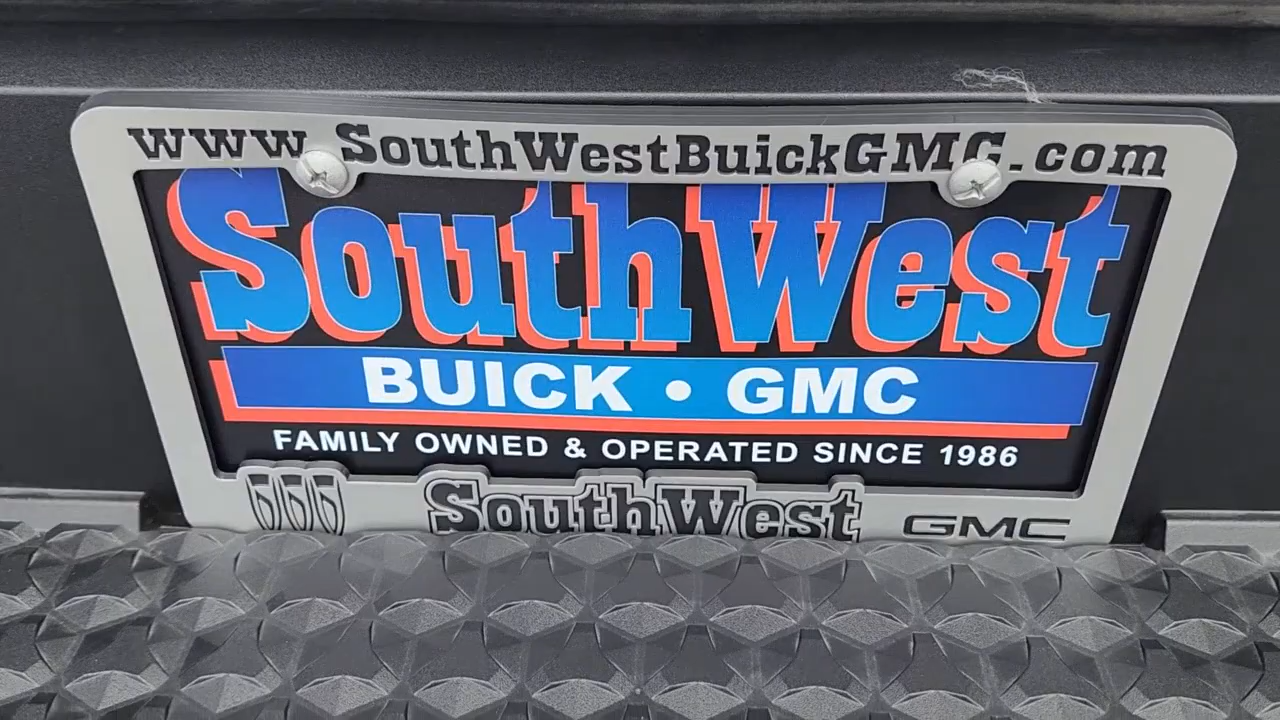 www.SouthWestBuickGMC.com
SouthWest
BUICK • GMC
FAMILY OWNED & OPERATED SINCE 1986
SouthWest GMC